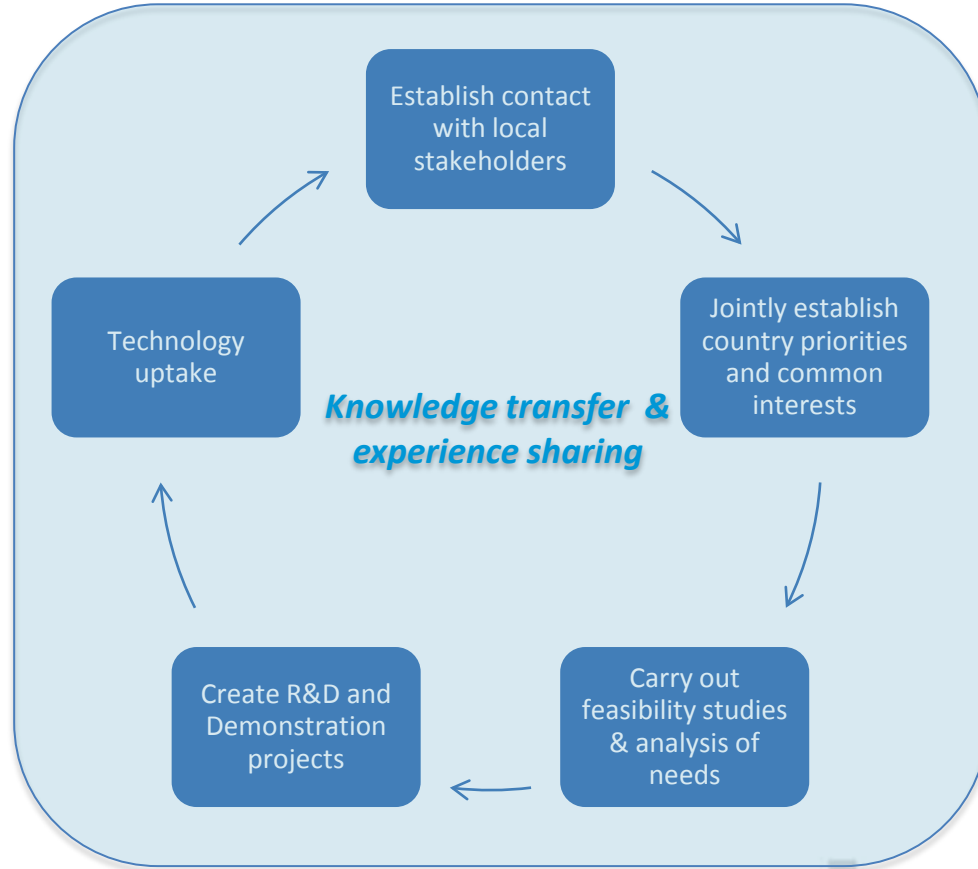 Establish contact
with local
stakeholders
Jointly establish
country priorities
and common
interests
Technology
uptake
Knowledge transfer &
experience sharing
Carry out
feasibility studies
& analysis of
needs
Create R&D and
Demonstration
projects